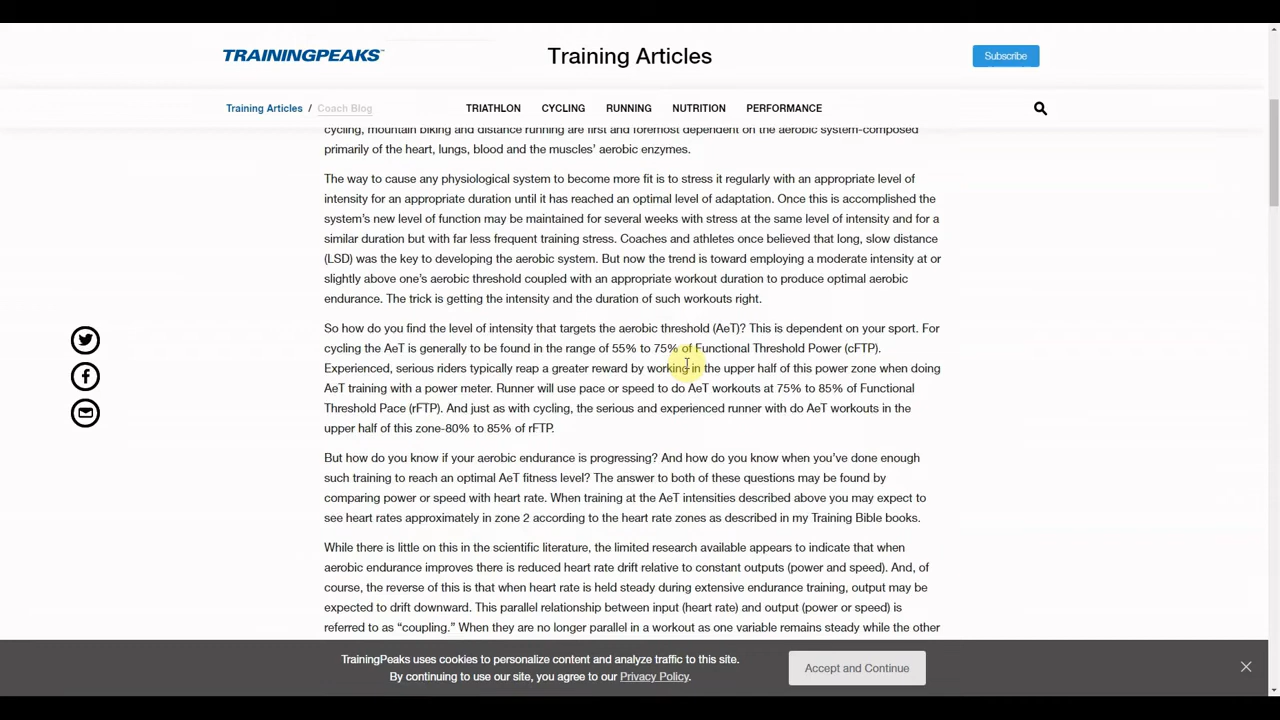 TRAININGPEAKS™
Training Articles
Subscribe
Training Articles / Coach Blog
TRIATHLON CYCLING RUNNING NUTRITION PERFORMANCE
cycling, mountain biking and distance running are first and foremost dependent on the aerobic system-composed
primarily of the heart, lungs, blood and the muscles' aerobic enzymes.
The way to cause any physiological system to become more fit is to stress it regularly with an appropriate level of
intensity for an appropriate duration until it has reached an optimal level of adaptation. Once this is accomplished the
system's new level of function may be maintained for several weeks with stress at the same level of intensity and for a
similar duration but with far less frequent training stress. Coaches and athletes once believed that long, slow distance
(LSD) was the key to developing the aerobic system. But now the trend is toward employing a moderate intensity at or
slightly above one's aerobic threshold coupled with an appropriate workout duration to produce optimal aerobic
endurance. The trick is getting the intensity and the duration of such workouts right.
So how do you find the level of intensity that targets the aerobic threshold (AeT)? This is dependent on your sport. For
cycling the AeT is generally to be found in the range of 55% to 75% of Functional Threshold Power (cFTP).
Experienced, serious riders typically reap a greater reward by working in the upper half of this power zone when doing
AeT training with a power meter. Runner will use pace or speed to do AeT workouts at 75% to 85% of Functional
Threshold Pace (rFTP). And just as with cycling, the serious and experienced runner with do AeT workouts in the
upper half of this zone-80% to 85% of rFTP.
But how do you know if your aerobic endurance is progressing? And how do you know when you've done enough
such training to reach an optimal AeT fitness level? The answer to both of these questions may be found by
comparing power or speed with heart rate. When training at the AeT intensities described above you may expect to
see heart rates approximately in zone 2 according to the heart rate zones as described in my Training Bible books.
While there is little on this in the scientific literature, the limited research available appears to indicate that when
aerobic endurance improves there is reduced heart rate drift relative to constant outputs (power and speed). And, of
course, the reverse of this is that when heart rate is held steady during extensive endurance training, output may be
expected to drift downward. This parallel relationship between input (heart rate) and output (power or speed) is
referred to as “coupling.” When they are no longer parallel in a workout as one variable remains steady while the other
TrainingPeaks uses cookies to personalize content and analyze traffic to this site.
By continuing to use our site, you agree to our Privacy Policy.
Accept and Continue